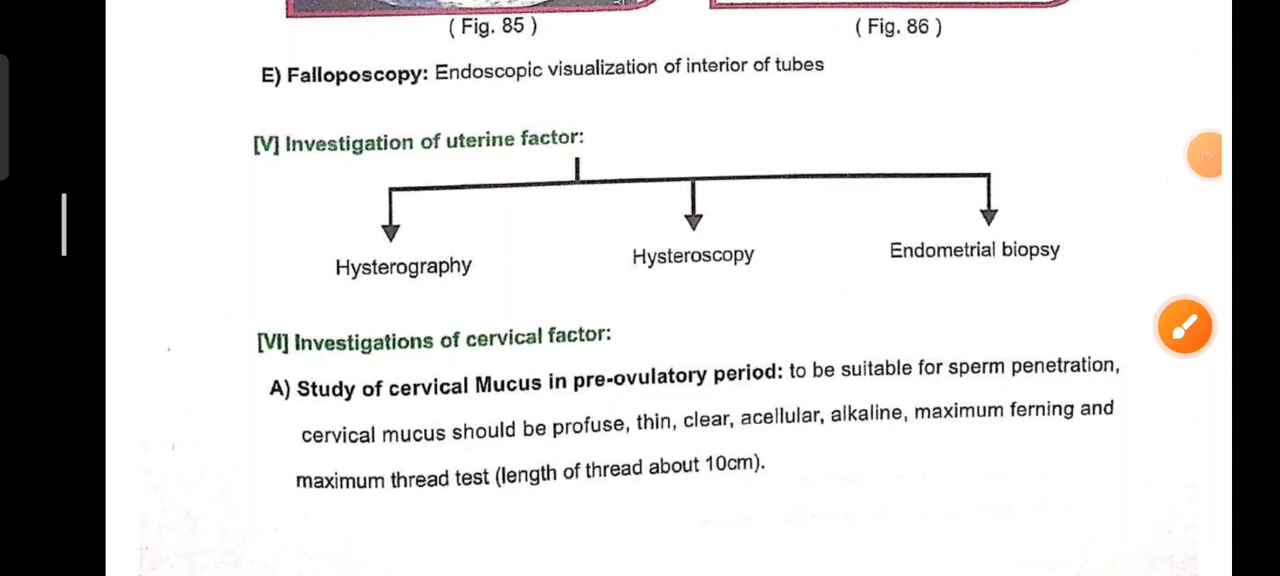 ( Fig. 85 )
( Fig. 86 )
E) Falloposcopy: Endoscopic visualization of interior of tubes
[V] Investigation of uterine factor:
Hysterography
Hysteroscopy
Endometrial biopsy
[VI] Investigations of cervical factor:
A) Study of cervical Mucus in pre-ovulatory period: to be suitable for sperm penetration,
cervical mucus should be profuse, thin, clear, acellular, alkaline, maximum ferning and
maximum thread test (length of thread about 10cm).